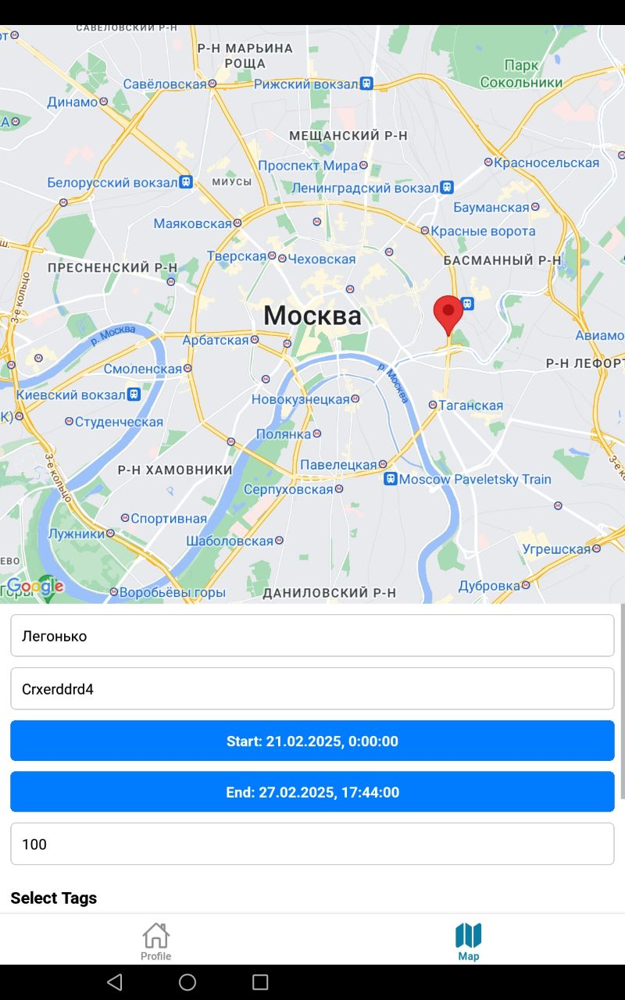 САВЁЛОВСКИЙ Р-Н
Р-Н МАРЬИНА
РОЩА
Парк
Сокольники
Савёловская
Рижский вокзал
Динамо
МЕЩАНСКИЙ Р-Н
Проспект Мира
Красносельская
Белорусский вокзал
МИУСЫ
Ленинградский вокзал
Бауманская
Маяковская
Красные ворота
Тверская
Чеховская
БАСМАННЫЙ Р-Н
ПРЕСНЕНСКИЙ Р-Н
3-е кольцо
Москва
р. Москва
Арбатская
Авиамо
Смоленская
р. Москва
Р-Н ЛЕФОРТ
Киевский вокзал
Новокузнецкая
Таганская
Студенческая
Полянка
3-е кольцо
Р-Н ХАМОВНИКИ
Павелецкая
3-е к
Moscow Paveletsky Train
Серпуховская
Спортивная
Лужники
Шаболовская
Угрешская
ЕВО
Google
Воробьёвы горы
ДАНИЛОВСКИЙ Р-Н
Дубровка
Легонько
Crxerddrd4
Start: 21.02.2025, 0:00:00
End: 27.02.2025, 17:44:00
100
Select Tags
Profile
Map